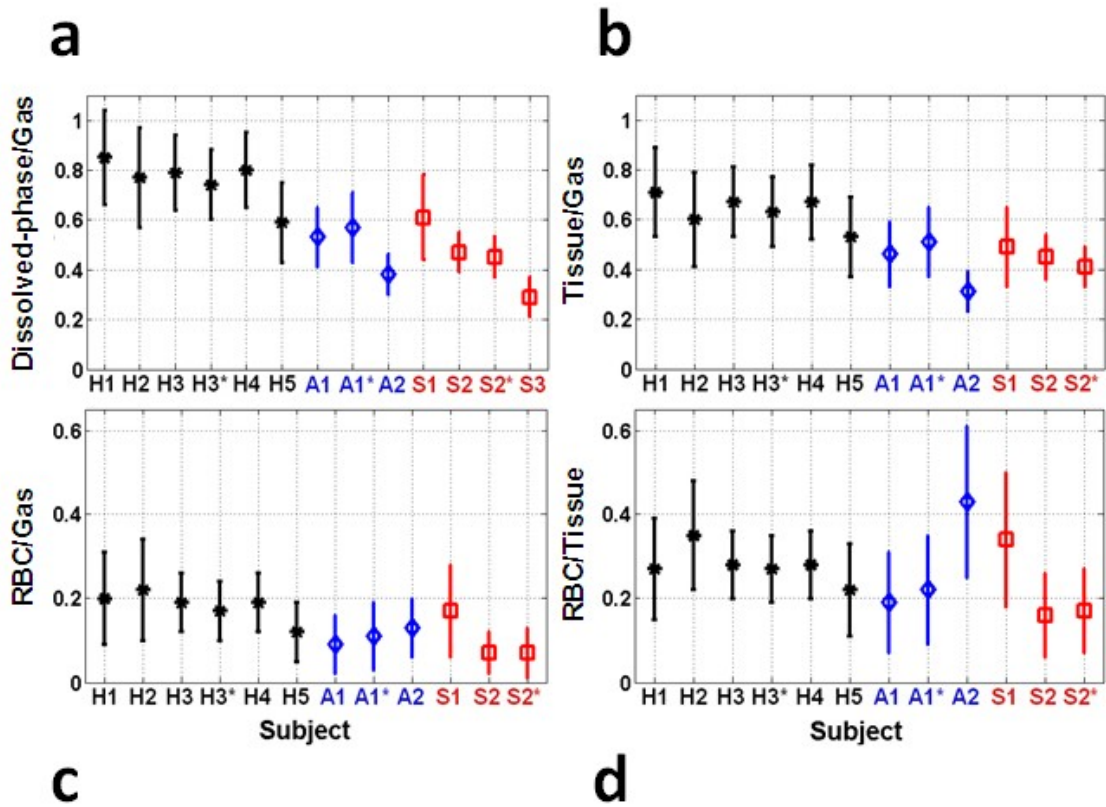 a
b
Dissolved-phase/Gas
1
0.8
0.6
0.4
0.2
0
H1 H2 H3 H3* H4 H5 A1 A1* A2 S1 S2 S2* S3
Tissue/Gas
1
0.8
0.6
0.4
0.2
0
H1 H2 H3 H3* H4 H5 A1 A1* A2 S1 S2 S2*
RBC/Gas
0.6
0.4
0.2
0
H1 H2 H3 H3* H4 H5 A1 A1* A2 S1 S2 S2*
Subject
RBC/Tissue
0.6
0.4
0.2
0
H1 H2 H3 H3* H4 H5 A1 A1* A2 S1 S2 S2*
Subject
c
d